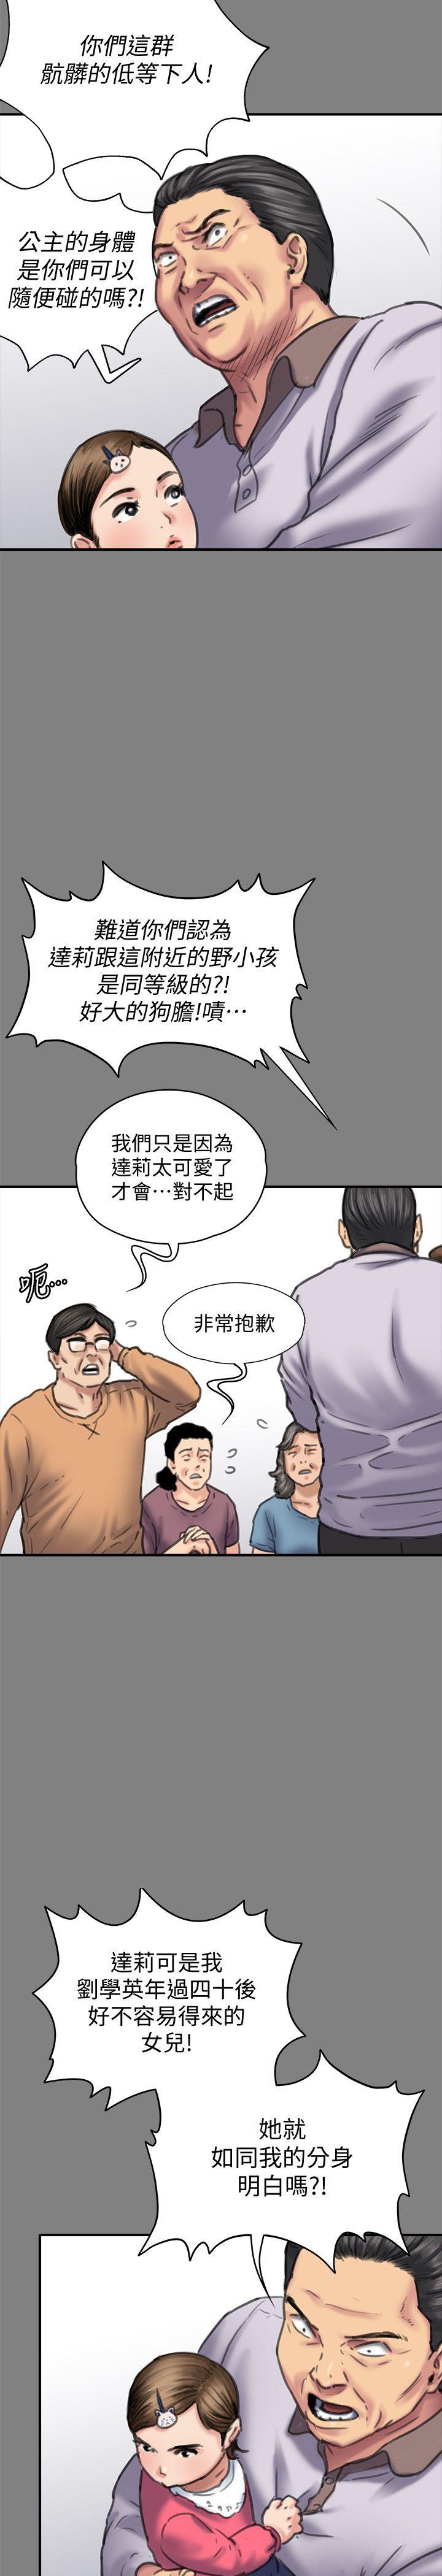 你們這群
骯髒的低等下人!
公主的身體
是你們可以
隨便碰的嗎?!
難道你們認為
達莉跟這附近的野小孩
是同等級的?!
好大的狗膽!嘖⋯
我們只是因為
達莉太可愛了
才會⋯對不起
呃...
非常抱歉
達莉可是我
劉學英年過四十後
好不容易得來的
女兒!
她就
如同我的分身
明白嗎?!